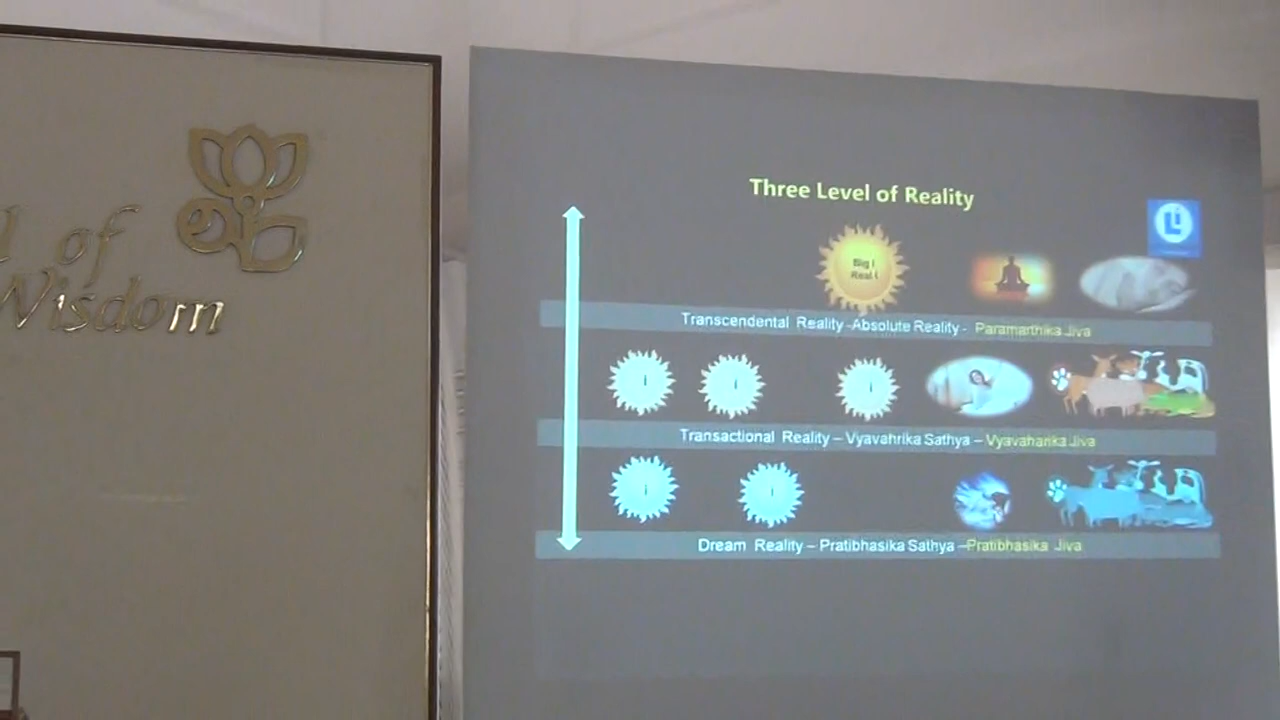 of
Wisdom
Three Level of Reality
Big I
Real I
Transcendental Reality -Absolute Reality - Paramarthika Jiva
I I I
Transactional Reality – Vyavahrika Sathya – Vyavaharika Jiva
I I
Dream Reality – Pratibhasika Sathya –Pratibhasika Jiva